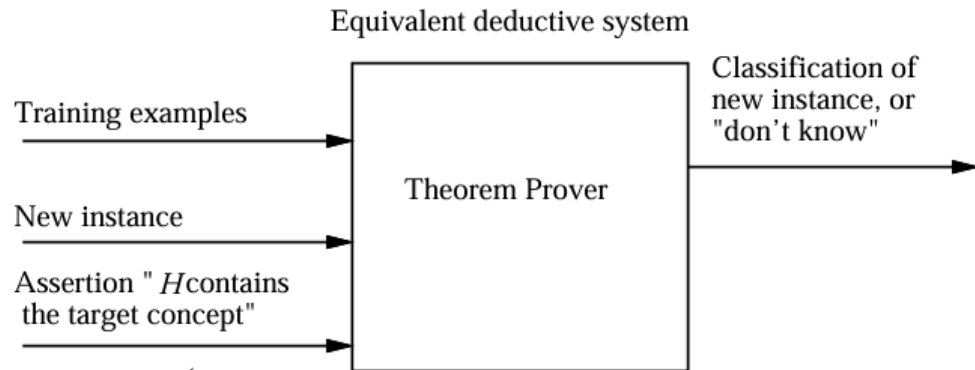 Equivalent deductive system
Training examples
New instance
Assertion " H contains
the target concept"
Theorem Prover
Classification of
new instance, or
"don't know"